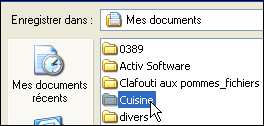 Enregistrer dans :
Mes documents
0389
Activ Software
Clafouti aux pommes_fichiers
Cuisine
divers
Mes documents
récents